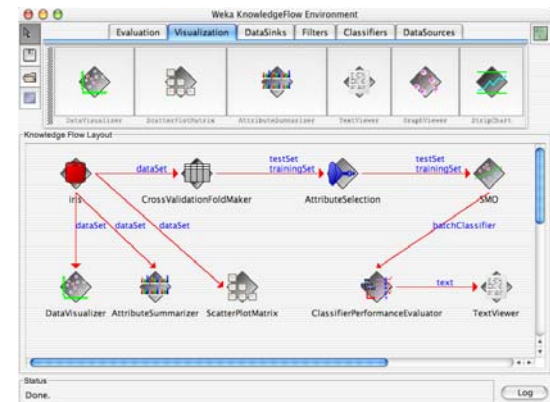 Weka KnowledgeFlow Environment
Evaluation Visualization DataSinks Filters Classifiers DataSources
DataVisualizer ScatterPlotMatrix AttributeSummarizer TextViewer GraphViewer StripChart
Knowledge Flow Layout
dataSet testSet trainingSet testSet trainingSet
iris CrossValidationFoldMaker AttributeSelection SMO
dataSet dataSet dataSet batchClassifier
text
DataVisualizer AttributeSummarizer ScatterPlotMatrix ClassifierPerformanceEvaluator TextViewer
Status
Done. Log